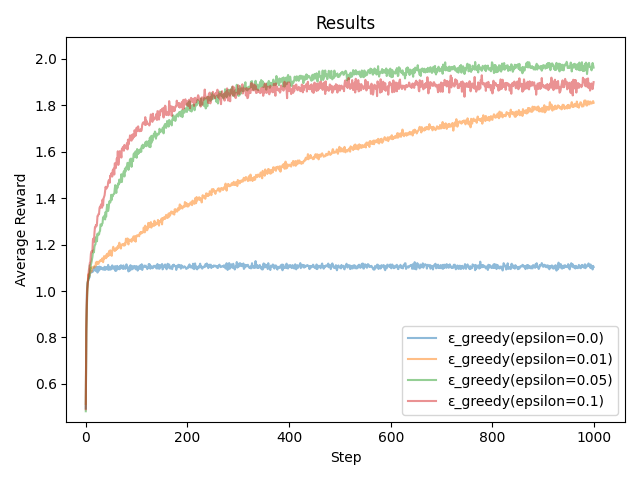 Results
Average Reward
2.0
1.8
1.6
1.4
1.2
1.0
0.8
0.6
0
200
400
600
800
1000
Step
ε_greedy(epsilon=0.0)
ε_greedy(epsilon=0.01)
ε_greedy(epsilon=0.05)
ε_greedy(epsilon=0.1)